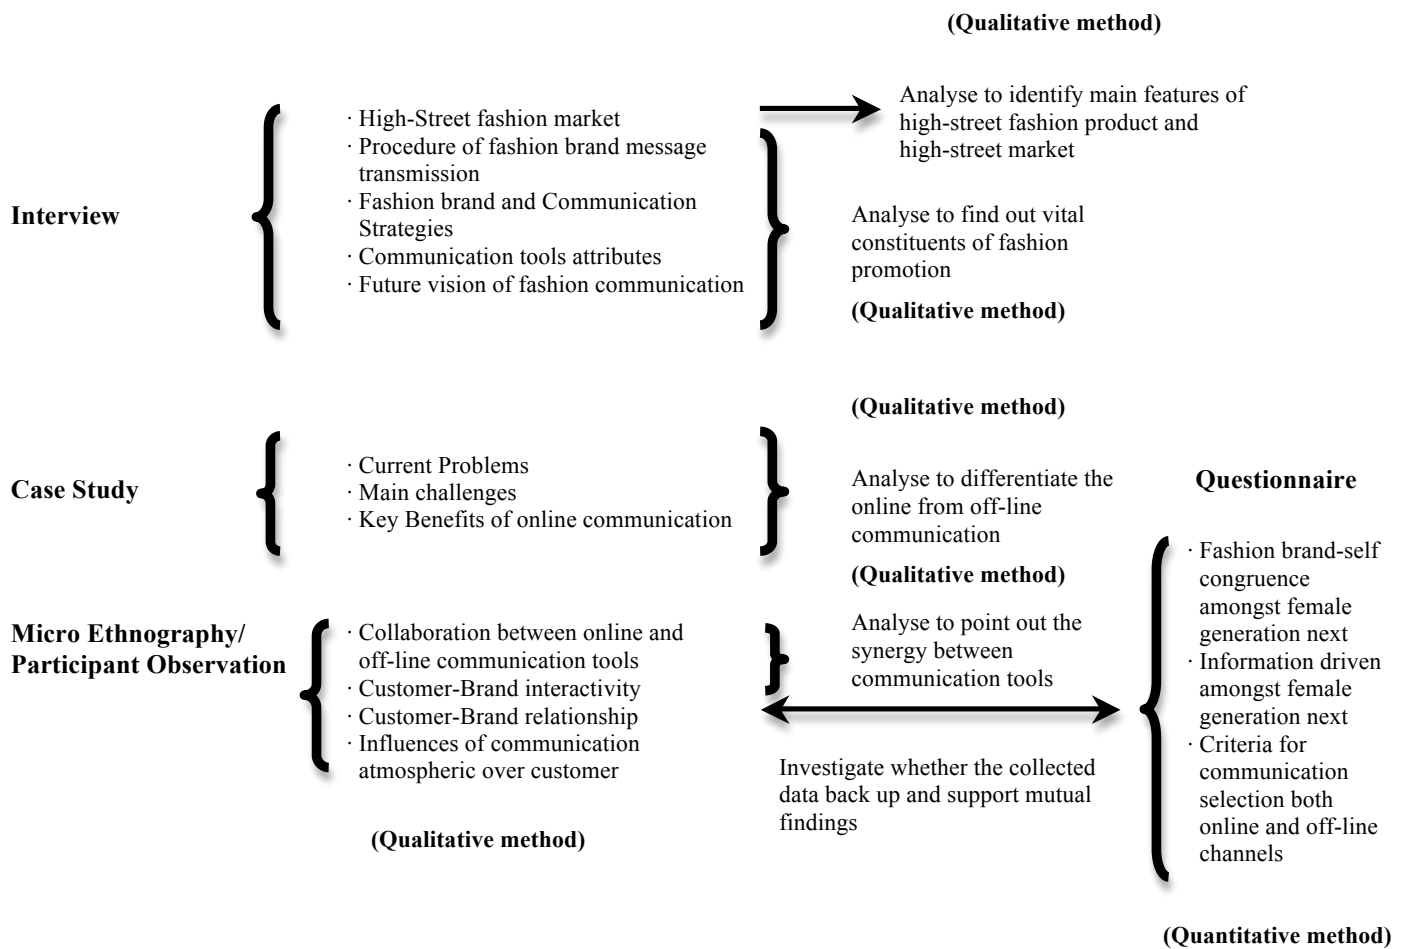 (Qualitative method)
Interview
· High-Street fashion market
· Procedure of fashion brand message
transmission
· Fashion brand and Communication
Strategies
· Communication tools attributes
· Future vision of fashion communication
Analyse to identify main features of
high-street fashion product and
high-street market
Analyse to find out vital
constituents of fashion
promotion
(Qualitative method)
(Qualitative method)
Case Study
· Current Problems
· Main challenges
· Key Benefits of online communication
Analyse to differentiate the
online from off-line
communication
(Qualitative method)
Micro Ethnography/
Participant Observation
· Collaboration between online and
off-line communication tools
· Customer-Brand interactivity
· Customer-Brand relationship
· Influences of communication
atmospheric over customer
(Qualitative method)
Analyse to point out the
synergy between
communication tools
Investigate whether the collected
data back up and support mutual
findings
Questionnaire
· Fashion brand-self
congruence
amongst female
generation next
· Information driven
amongst female
generation next
· Criteria for
communication
selection both
online and off-line
channels
(Quantitative method)